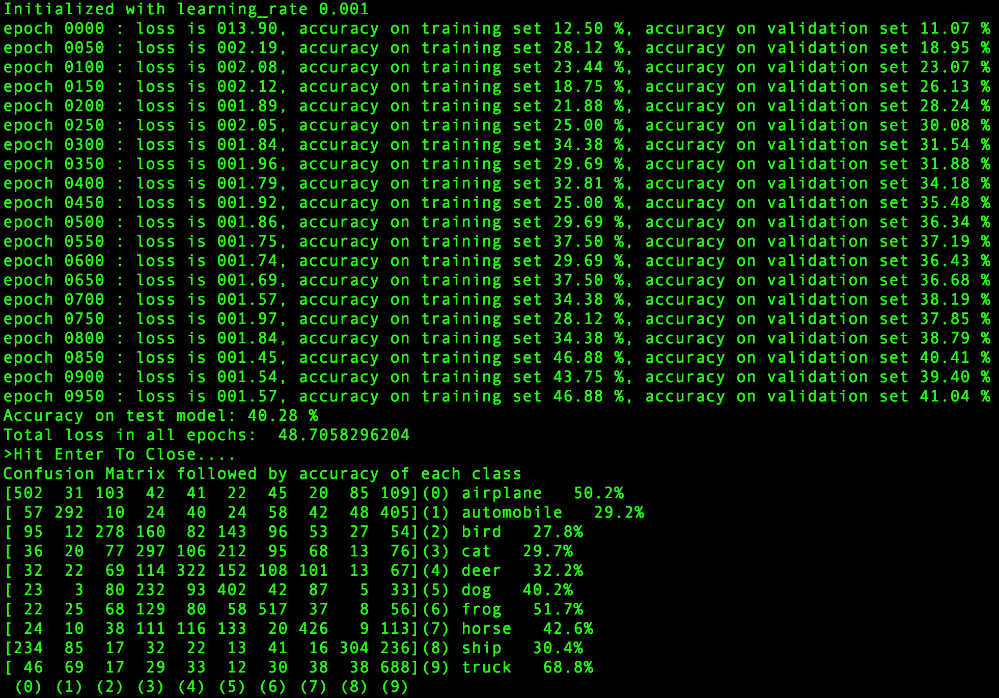 Initialized with learning_rate 0.001
epoch 0000 : loss is 013.90, accuracy on training set 12.50 %, accuracy on validation set 11.07 %
epoch 0050 : loss is 002.19, accuracy on training set 28.12 %, accuracy on validation set 18.95 %
epoch 0100 : loss is 002.08, accuracy on training set 23.44 %, accuracy on validation set 23.07 %
epoch 0150 : loss is 002.12, accuracy on training set 18.75 %, accuracy on validation set 26.13 %
epoch 0200 : loss is 001.89, accuracy on training set 21.88 %, accuracy on validation set 28.24 %
epoch 0250 : loss is 002.05, accuracy on training set 25.00 %, accuracy on validation set 30.08 %
epoch 0300 : loss is 001.84, accuracy on training set 34.38 %, accuracy on validation set 31.54 %
epoch 0350 : loss is 001.96, accuracy on training set 29.69 %, accuracy on validation set 31.88 %
epoch 0400 : loss is 001.79, accuracy on training set 32.81 %, accuracy on validation set 34.18 %
epoch 0450 : loss is 001.92, accuracy on training set 25.00 %, accuracy on validation set 35.48 %
epoch 0500 : loss is 001.86, accuracy on training set 29.69 %, accuracy on validation set 36.34 %
epoch 0550 : loss is 001.75, accuracy on training set 37.50 %, accuracy on validation set 37.19 %
epoch 0600 : loss is 001.74, accuracy on training set 29.69 %, accuracy on validation set 36.43 %
epoch 0650 : loss is 001.69, accuracy on training set 37.50 %, accuracy on validation set 36.68 %
epoch 0700 : loss is 001.57, accuracy on training set 34.38 %, accuracy on validation set 38.19 %
epoch 0750 : loss is 001.97, accuracy on training set 28.12 %, accuracy on validation set 37.85 %
epoch 0800 : loss is 001.84, accuracy on training set 34.38 %, accuracy on validation set 38.79 %
epoch 0850 : loss is 001.45, accuracy on training set 46.88 %, accuracy on validation set 40.41 %
epoch 0900 : loss is 001.54, accuracy on training set 43.75 %, accuracy on validation set 39.40 %
epoch 0950 : loss is 001.57, accuracy on training set 46.88 %, accuracy on validation set 41.04 %
Accuracy on test model: 40.28 %
Total loss in all epochs:  48.7058296204
>Hit Enter To Close....
Confusion Matrix followed by accuracy of each class
[502  31 103  42  41  22  45  20  85 109](0) airplane   50.2%
[ 57 292  10  24  40  24  58  42  48 405](1) automobile   29.2%
[ 95  12 278 160  82 143  96  53  27  54](2) bird   27.8%
[ 36  20  77 297 106 212  95  68  13  76](3) cat   29.7%
[ 32  22  69 114 322 152 108 101  13  67](4) deer   32.2%
[ 23   3  80 232  93 402  42  87   5  33](5) dog   40.2%
[ 22  25  68 129  80  58 517  37   8  56](6) frog   51.7%
[ 24  10  38 111 116 133  20 426   9 113](7) horse   42.6%
[234  85  17  32  22  13  41  16 304 236](8) ship   30.4%
[ 46  69  17  29  33  12  30  38  38 688](9) truck   68.8%
 (0) (1) (2) (3) (4) (5) (6) (7) (8) (9)